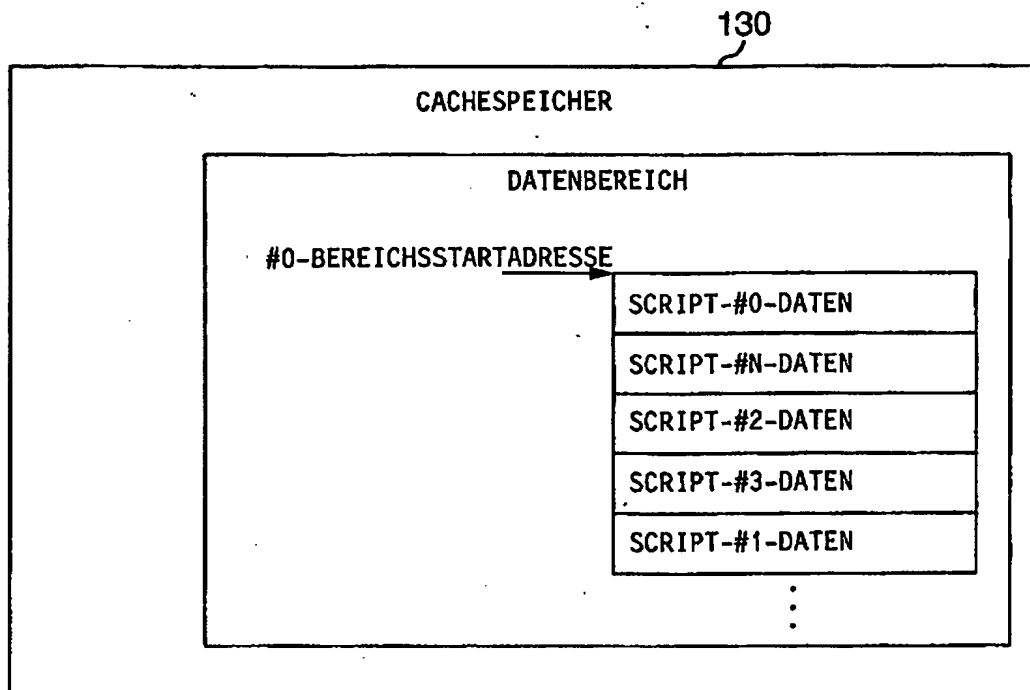 130
CACHESPEICHER
DATENBEREICH
#0-BEREICHSSTARTADRESSE
SCRIPT-#0-DATEN
SCRIPT-#N-DATEN
SCRIPT-#2-DATEN
SCRIPT-#3-DATEN
SCRIPT-#1-DATEN